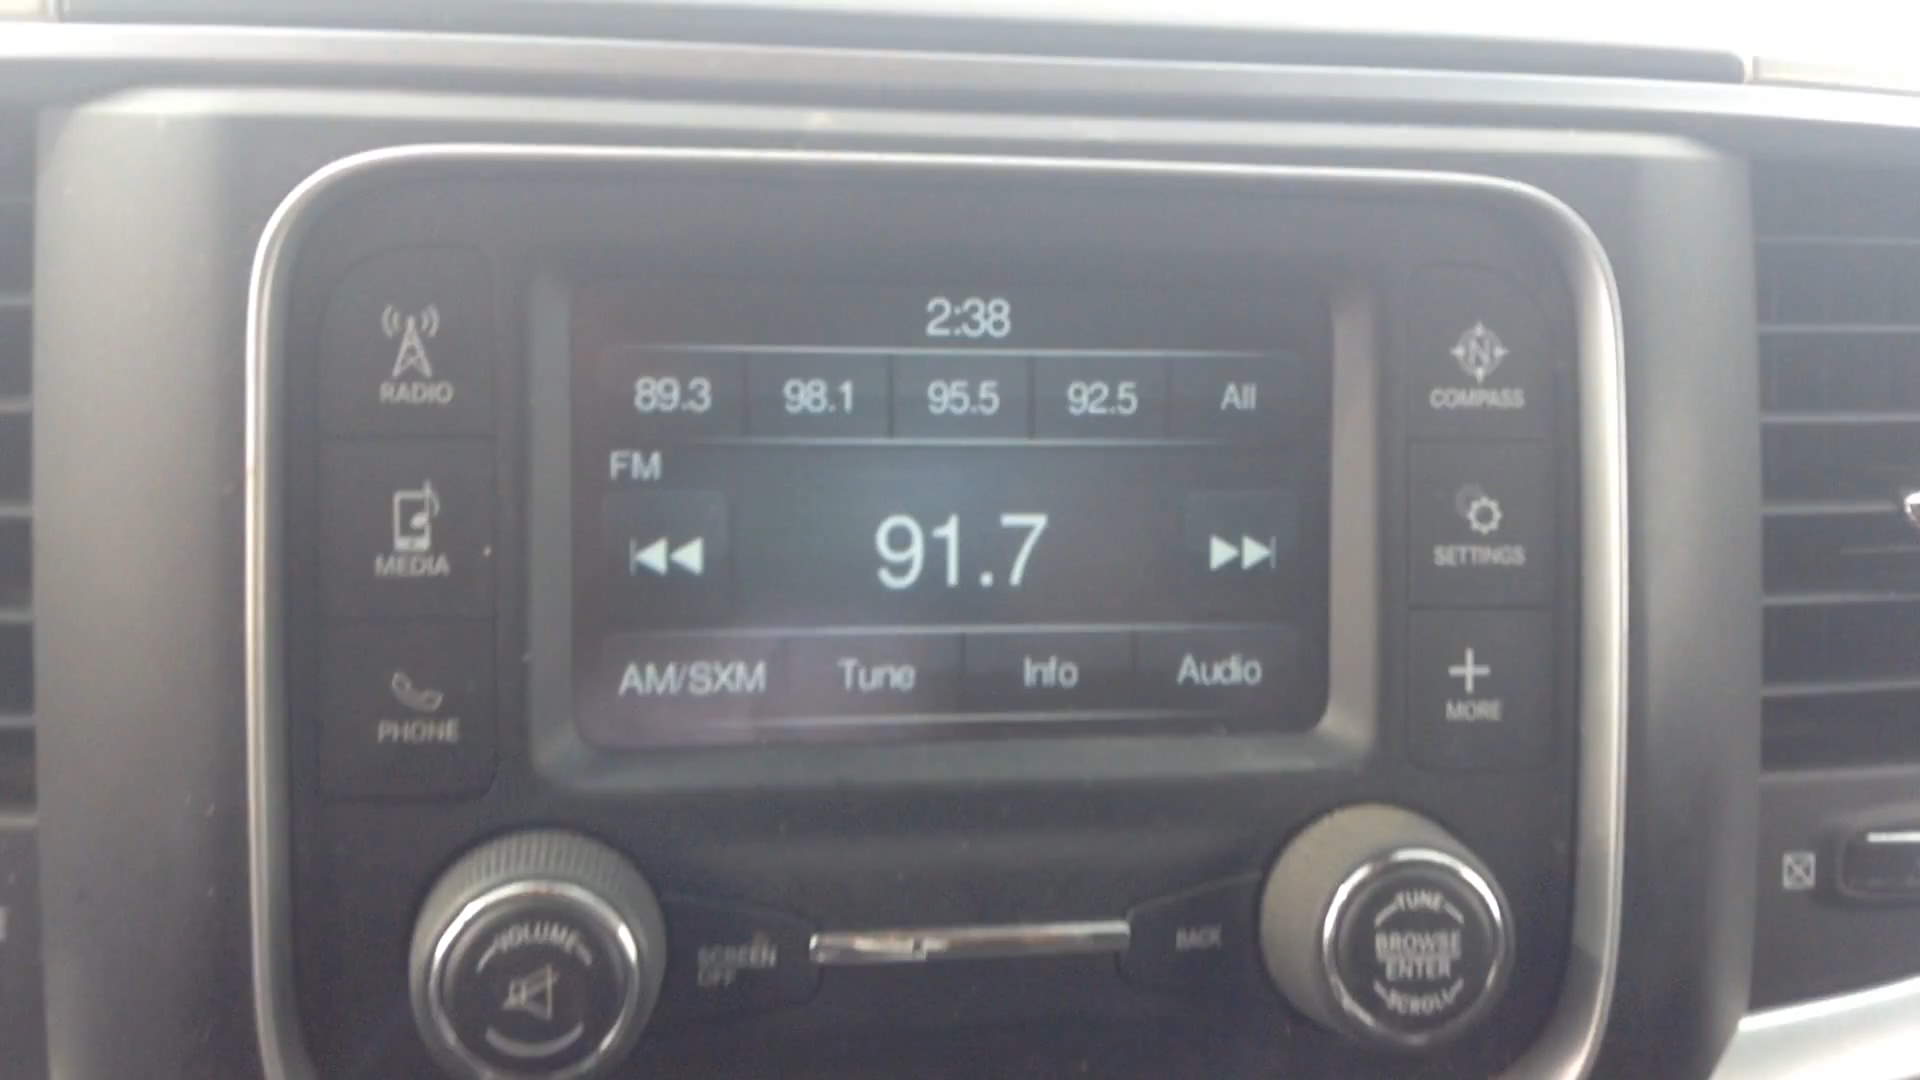 2:38
89.3 98.1 95.5 92.5 All
FM
91.7
AM/SXM Tune Info Audio
RADIO
MEDIA
PHONE
N
COMPASS
SETTINGS
MORE
VOLUME
SCREEN
OFF
BACK
TUNE
BROWSE
ENTER
SCROLL